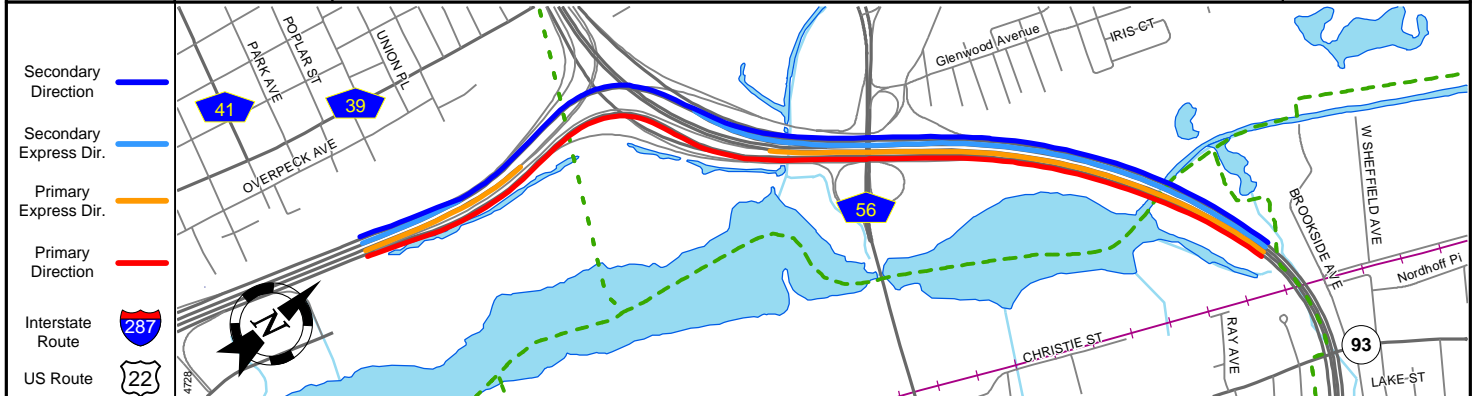 Secondary
Direction
Secondary
Express Dir.
Primary
Express Dir.
Primary
Direction
Interstate
Route
287
US Route
22
PARK AVE
POPLAR ST
UNION PL
41
39
OVERPECK AVE
N
4728
56
Glenwood Avenue
IRIS-CT
W SHEFFIELD AVE
BROOKSIDE AVE
Nordhoff Pl
CHRISTIE ST
RAY AVE
93
LAKE-ST